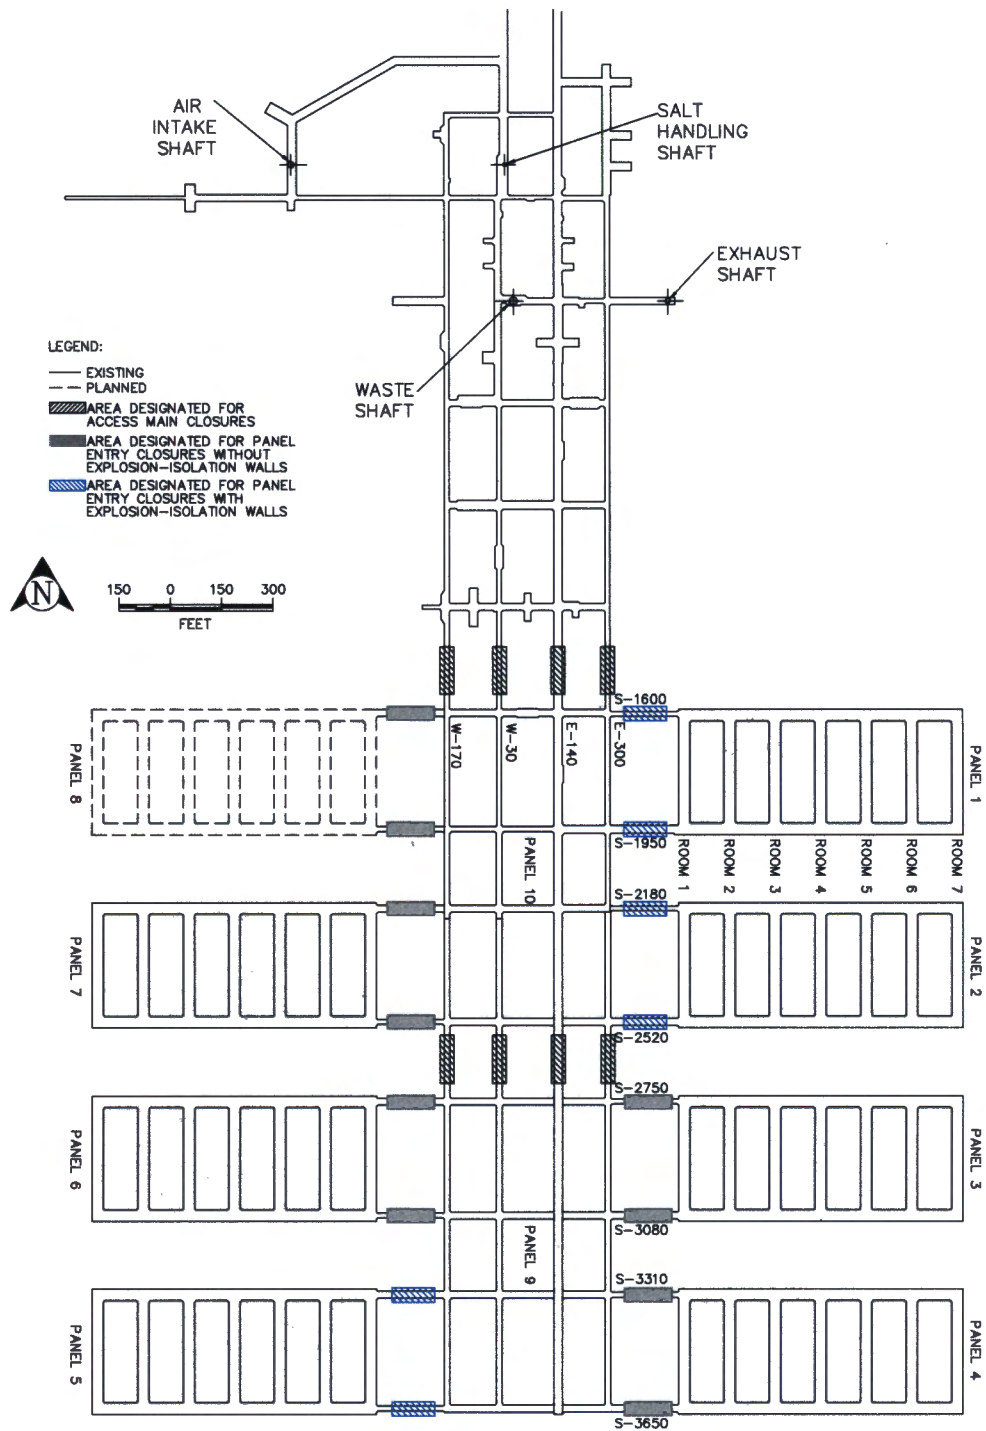 AIR
INTAKE
SHAFT
SALT
HANDLING
SHAFT
EXHAUST
SHAFT
WASTE
SHAFT
LEGEND:
EXISTING
PLANNED
AREA DESIGNATED FOR
ACCESS MAIN CLOSURES
AREA DESIGNATED FOR PANEL
ENTRY CLOSURES WITHOUT
EXPLOSION-ISOLATION WALLS
AREA DESIGNATED FOR PANEL
ENTRY CLOSURES WITH
EXPLOSION-ISOLATION WALLS
N
150 0 150 300
FEET
S-1600
W-170
W-30
E-140
E-300
PANEL 8
PANEL 1
S-1950
PANEL 10
ROOM 1
ROOM 2
ROOM 3
ROOM 4
ROOM 5
ROOM 6
ROOM 7
S-2180
PANEL 7
PANEL 2
S-2520
S-2750
PANEL 6
PANEL 3
S-3080
PANEL 9
S-3310
PANEL 5
PANEL 4
S-3650